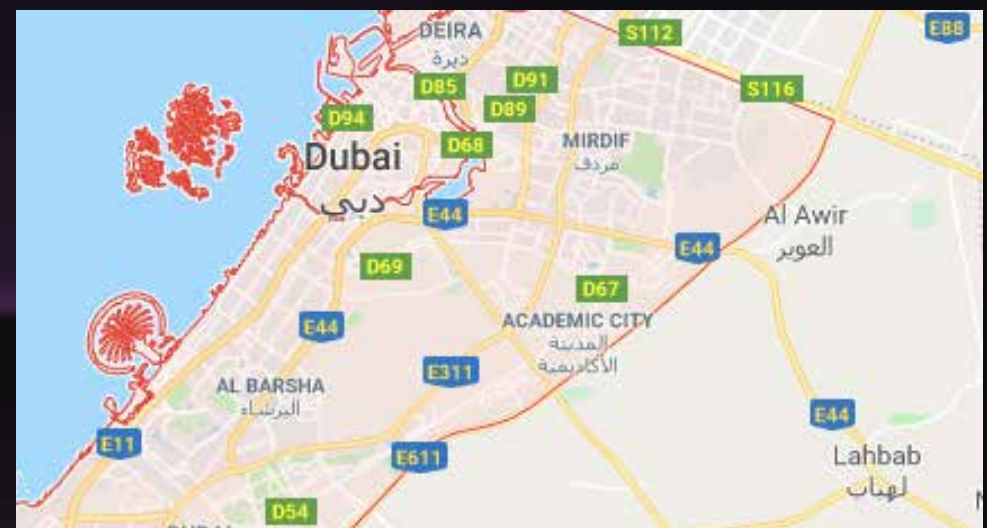 DEIRA
ديرة
S112
E88
D85
D91
S116
D89
D94
D68
MIRDIF
مردف
Dubai
دبي
E44
Al Awir
العوير
E44
D69
D67
E44
ACADEMIC CITY
المدينة
الأكاديمية
E311
AL BARSHA
البرشاء
E44
E11
E611
Lahbab
لهباب
D54